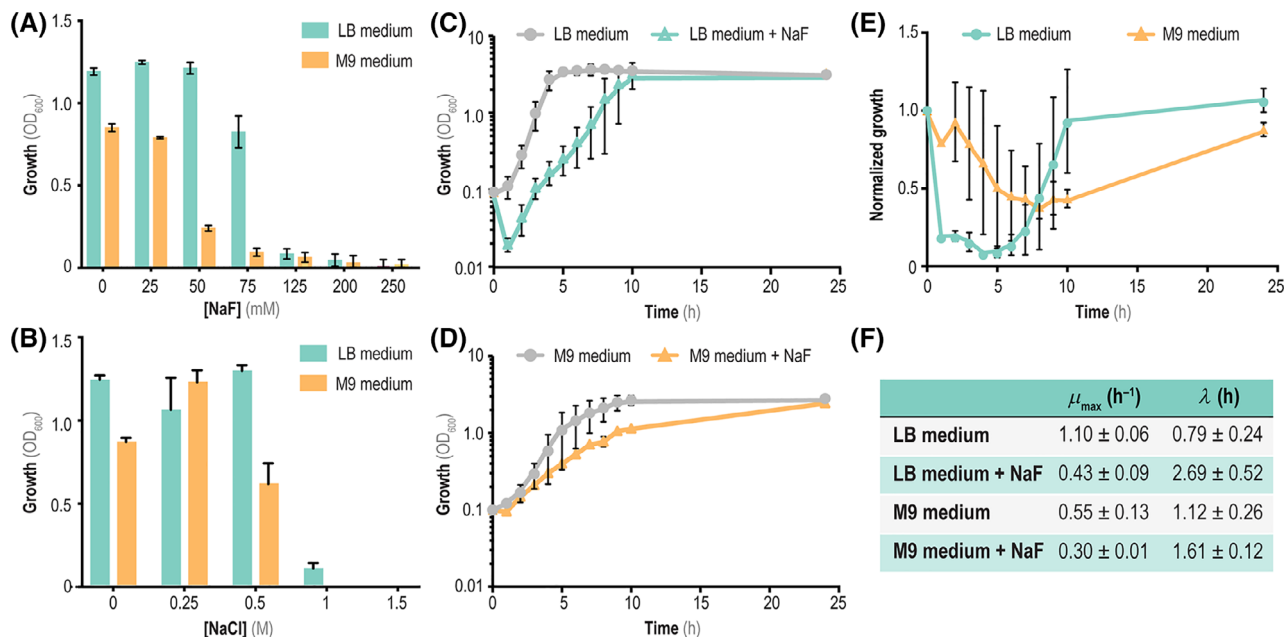 (A)
LB medium
M9 medium
Growth (OD600)
1.5
1.0
0.5
0
0 25 50 75 125 200 250
[NaF] (mM)
(B)
LB medium
M9 medium
Growth (OD600)
1.5
1.0
0.5
0
0 0.25 0.5 1 1.5
[NaCl] (M)
(C)
LB medium LB medium + NaF
Growth (OD600)
10
1.0
0.1
0.01
0 5 10 15 20 25
Time (h)
(D)
M9 medium M9 medium + NaF
Growth (OD600)
10
1.0
0.1
0.01
0 5 10 15 20 25
Time (h)
(E)
LB medium M9 medium
Normalized growth
1.5
1.0
0.5
0
0 5 10 15 20 25
Time (h)
(F)
μmax (h−1) λ (h)
LB medium 1.10 ± 0.06 0.79 ± 0.24
LB medium + NaF 0.43 ± 0.09 2.69 ± 0.52
M9 medium 0.55 ± 0.13 1.12 ± 0.26
M9 medium + NaF 0.30 ± 0.01 1.61 ± 0.12